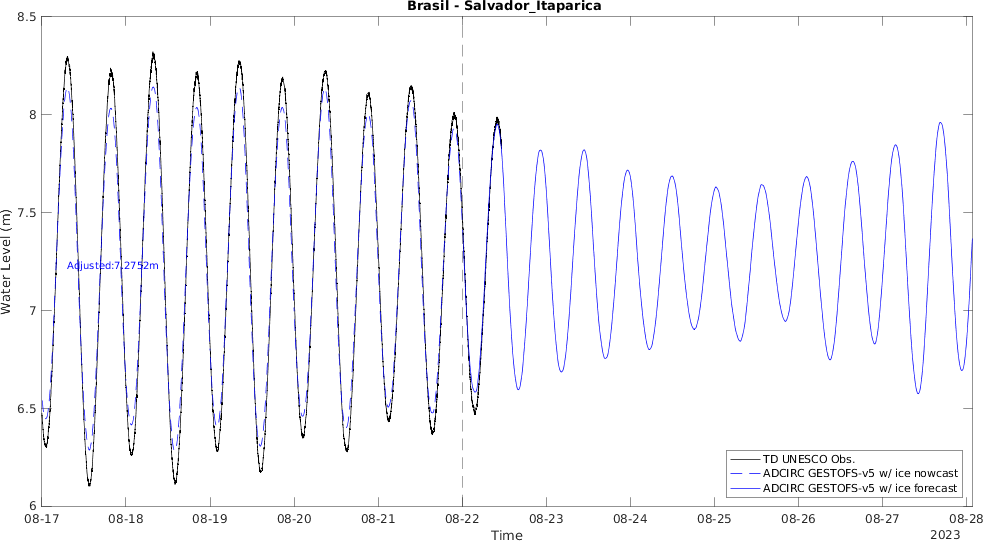 Brasil - Salvador_Itaparica
8.5
8
7.5
7
6.5
6
Water Level (m)
Adjusted:7.2752m
TD UNESCO Obs.
ADCIRC GESTOFS-v5 w/ ice nowcast
ADCIRC GESTOFS-v5 w/ ice forecast
08-17 08-18 08-19 08-20 08-21 08-22 08-23 08-24 08-25 08-26 08-27 08-28
Time
2023